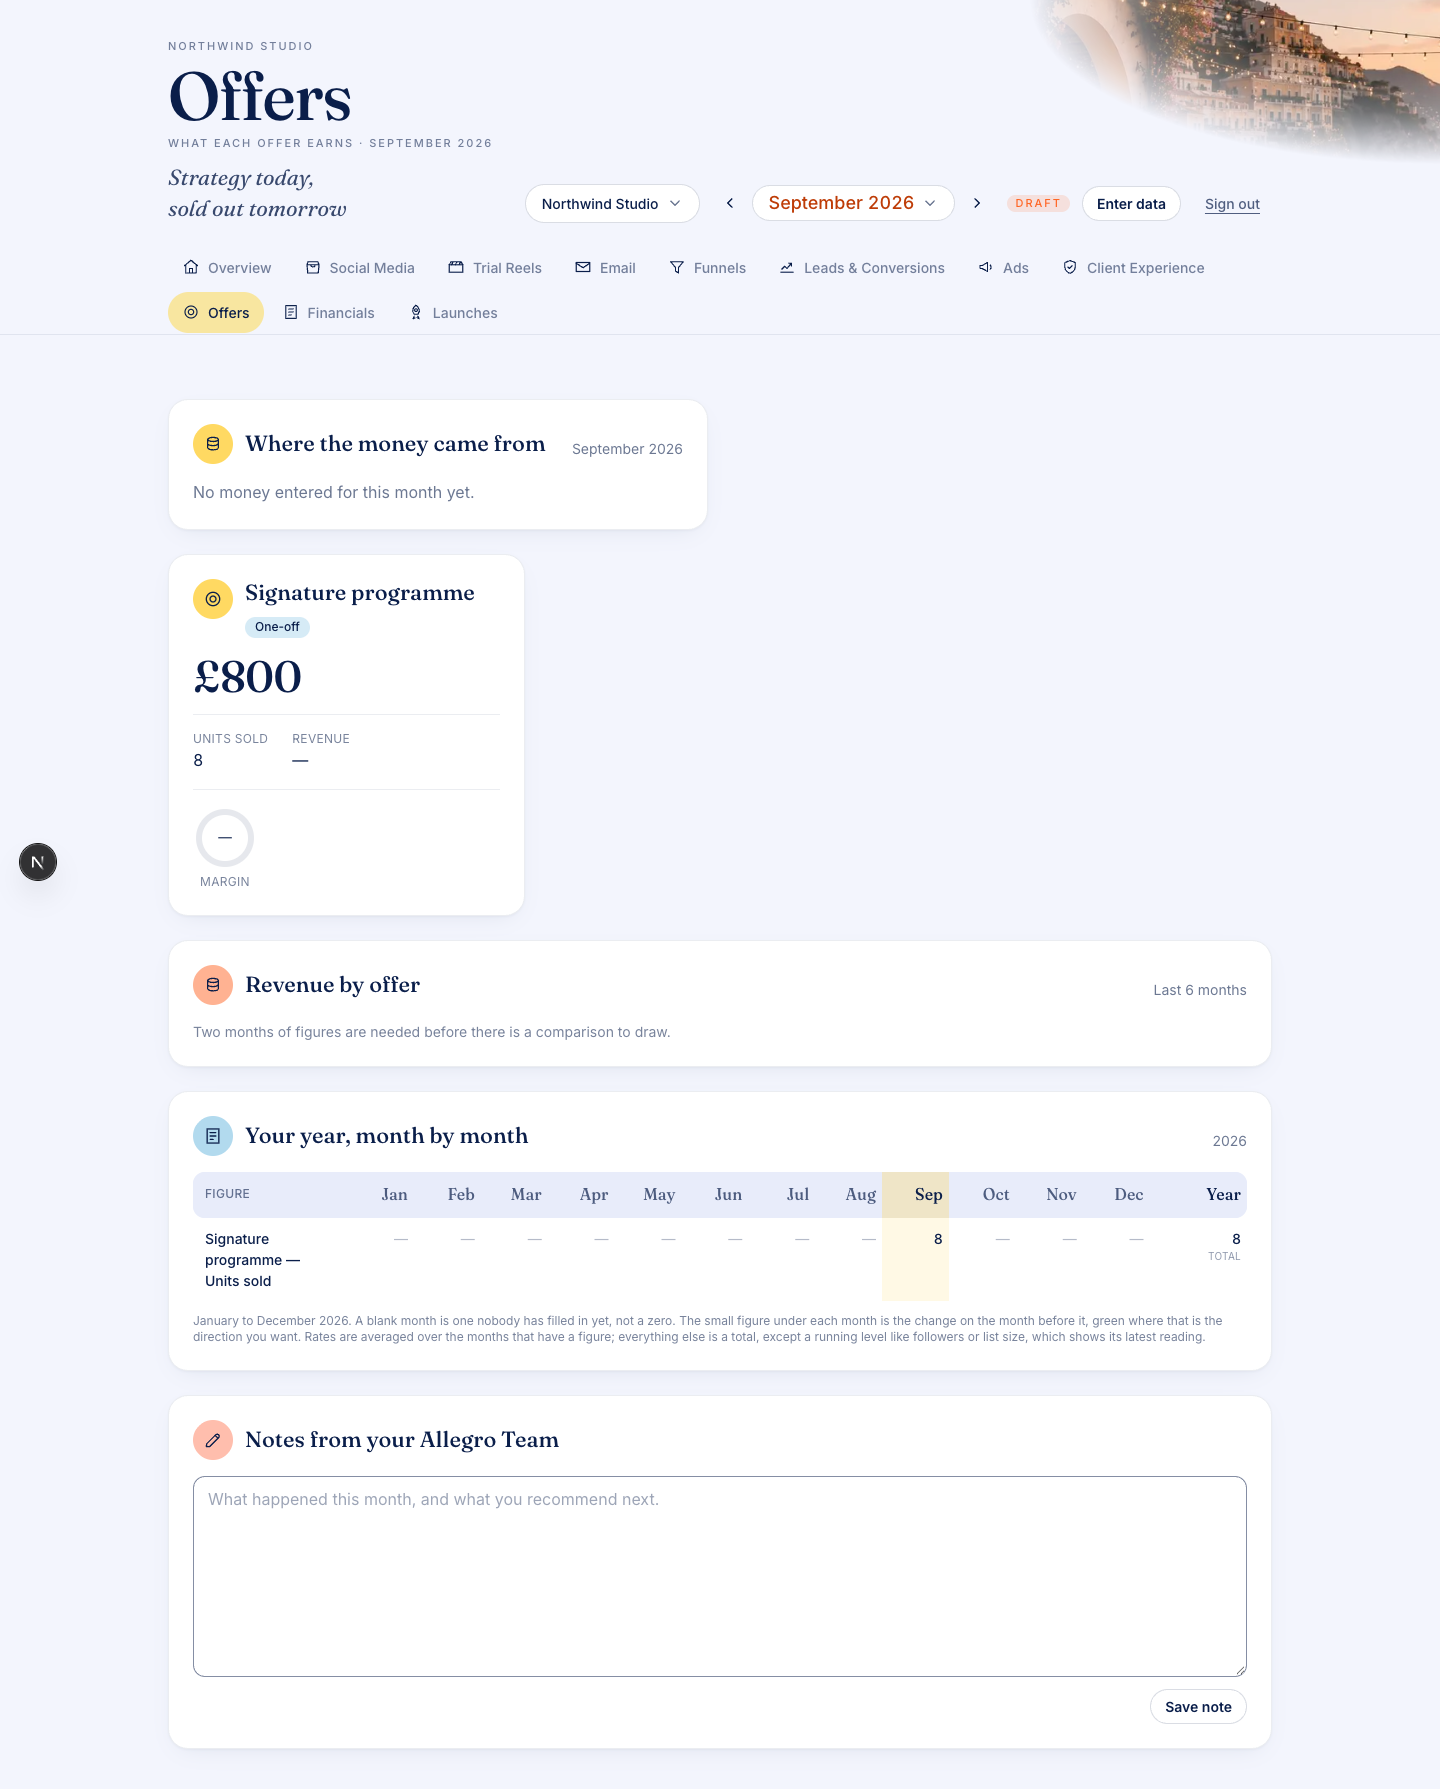 NORTHWIND STUDIO
Offers
WHAT EACH OFFER EARNS · SEPTEMBER 2026
Strategy today,
sold out tomorrow
Northwind Studio
September 2026
DRAFT
Enter data
Sign out
Overview
Social Media
Trial Reels
Email
Funnels
Leads & Conversions
Ads
Client Experience
Offers
Financials
Launches
Where the money came from
September 2026
No money entered for this month yet.
Signature programme
One-off
£800
UNITS SOLD
REVENUE
8
—
—
MARGIN
N
Revenue by offer
Last 6 months
Two months of figures are needed before there is a comparison to draw.
Your year, month by month
2026
FIGURE Jan Feb Mar Apr May Jun Jul Aug Sep Oct Nov Dec Year
Signature — — — — — — — — 8 — — — 8
programme — TOTAL
Units sold
January to December 2026. A blank month is one nobody has filled in yet, not a zero. The small figure under each month is the change on the month before it, green where that is the
direction you want. Rates are averaged over the months that have a figure; everything else is a total, except a running level like followers or list size, which shows its latest reading.
Notes from your Allegro Team
What happened this month, and what you recommend next.
Save note